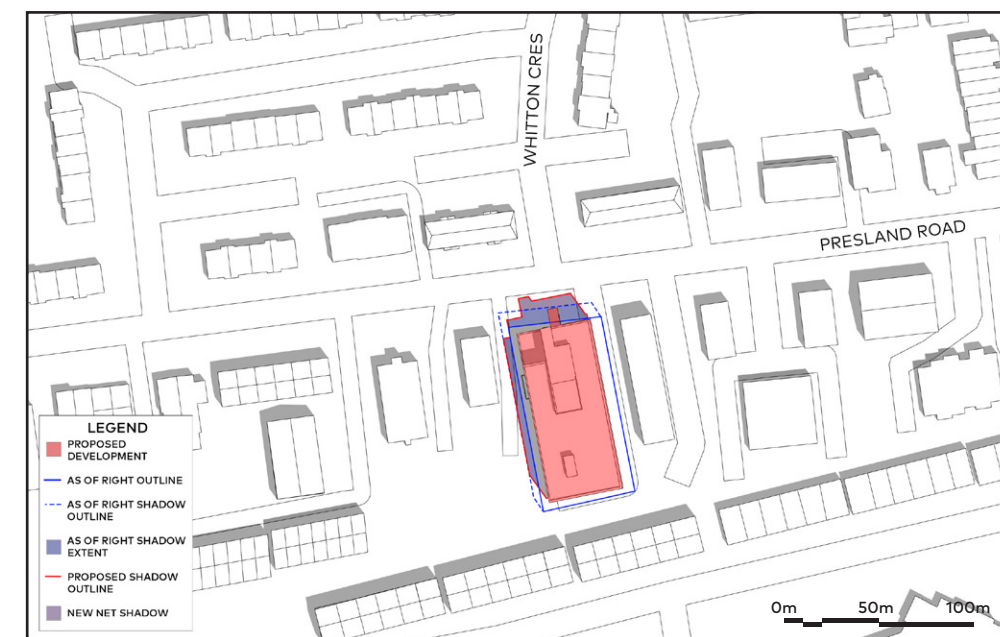 WHITTON CRES
PRESLAND ROAD
LEGEND
PROPOSED
DEVELOPMENT
AS OF RIGHT OUTLINE
AS OF RIGHT SHADOW
OUTLINE
AS OF RIGHT SHADOW
EXTENT
PROPOSED SHADOW
OUTLINE
NEW NET SHADOW
0m 50m 100m